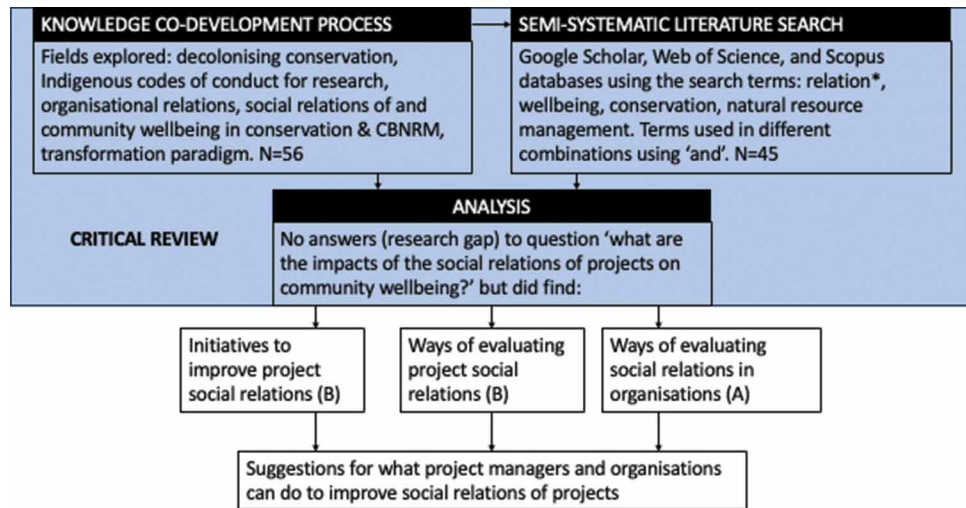 KNOWLEDGE CO-DEVELOPMENT PROCESS
Fields explored: decolonising conservation,
Indigenous codes of conduct for research,
organisational relations, social relations of and
community wellbeing in conservation & CBNRM,
transformation paradigm. N=56
SEMI-SYSTEMATIC LITERATURE SEARCH
Google Scholar, Web of Science, and Scopus
databases using the search terms: relation*,
wellbeing, conservation, natural resource
management. Terms used in different
combinations using ‘and’. N=45
CRITICAL REVIEW
ANALYSIS
No answers (research gap) to question ‘what are
the impacts of the social relations of projects on
community wellbeing?’ but did find:
Initiatives to
improve project
social relations (B)
Ways of evaluating
project social
relations (B)
Ways of evaluating
social relations in
organisations (A)
Suggestions for what project managers and organisations
can do to improve social relations of projects